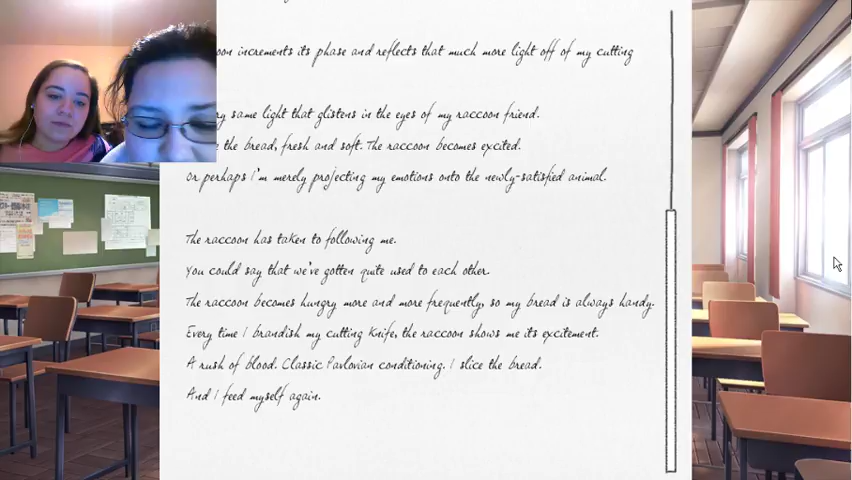 increments its phase and reflects that much more light off of my cutting
same light that glistens in the eyes of my raccoon friend.
the bread, fresh and soft. The raccoon becomes excited.
Or perhaps I'm merely projecting my emotions onto the newly-satisfied animal.
The raccoon has taken to following me.
You could say that we've gotten quite used to each other.
The raccoon becomes hungry more and more frequently, so my bread is always handy.
Every time I brandish my cutting knife, the raccoon shows me its excitement.
A rush of blood. Classic Pavlovian conditioning. I slice the bread.
And I feed myself again.